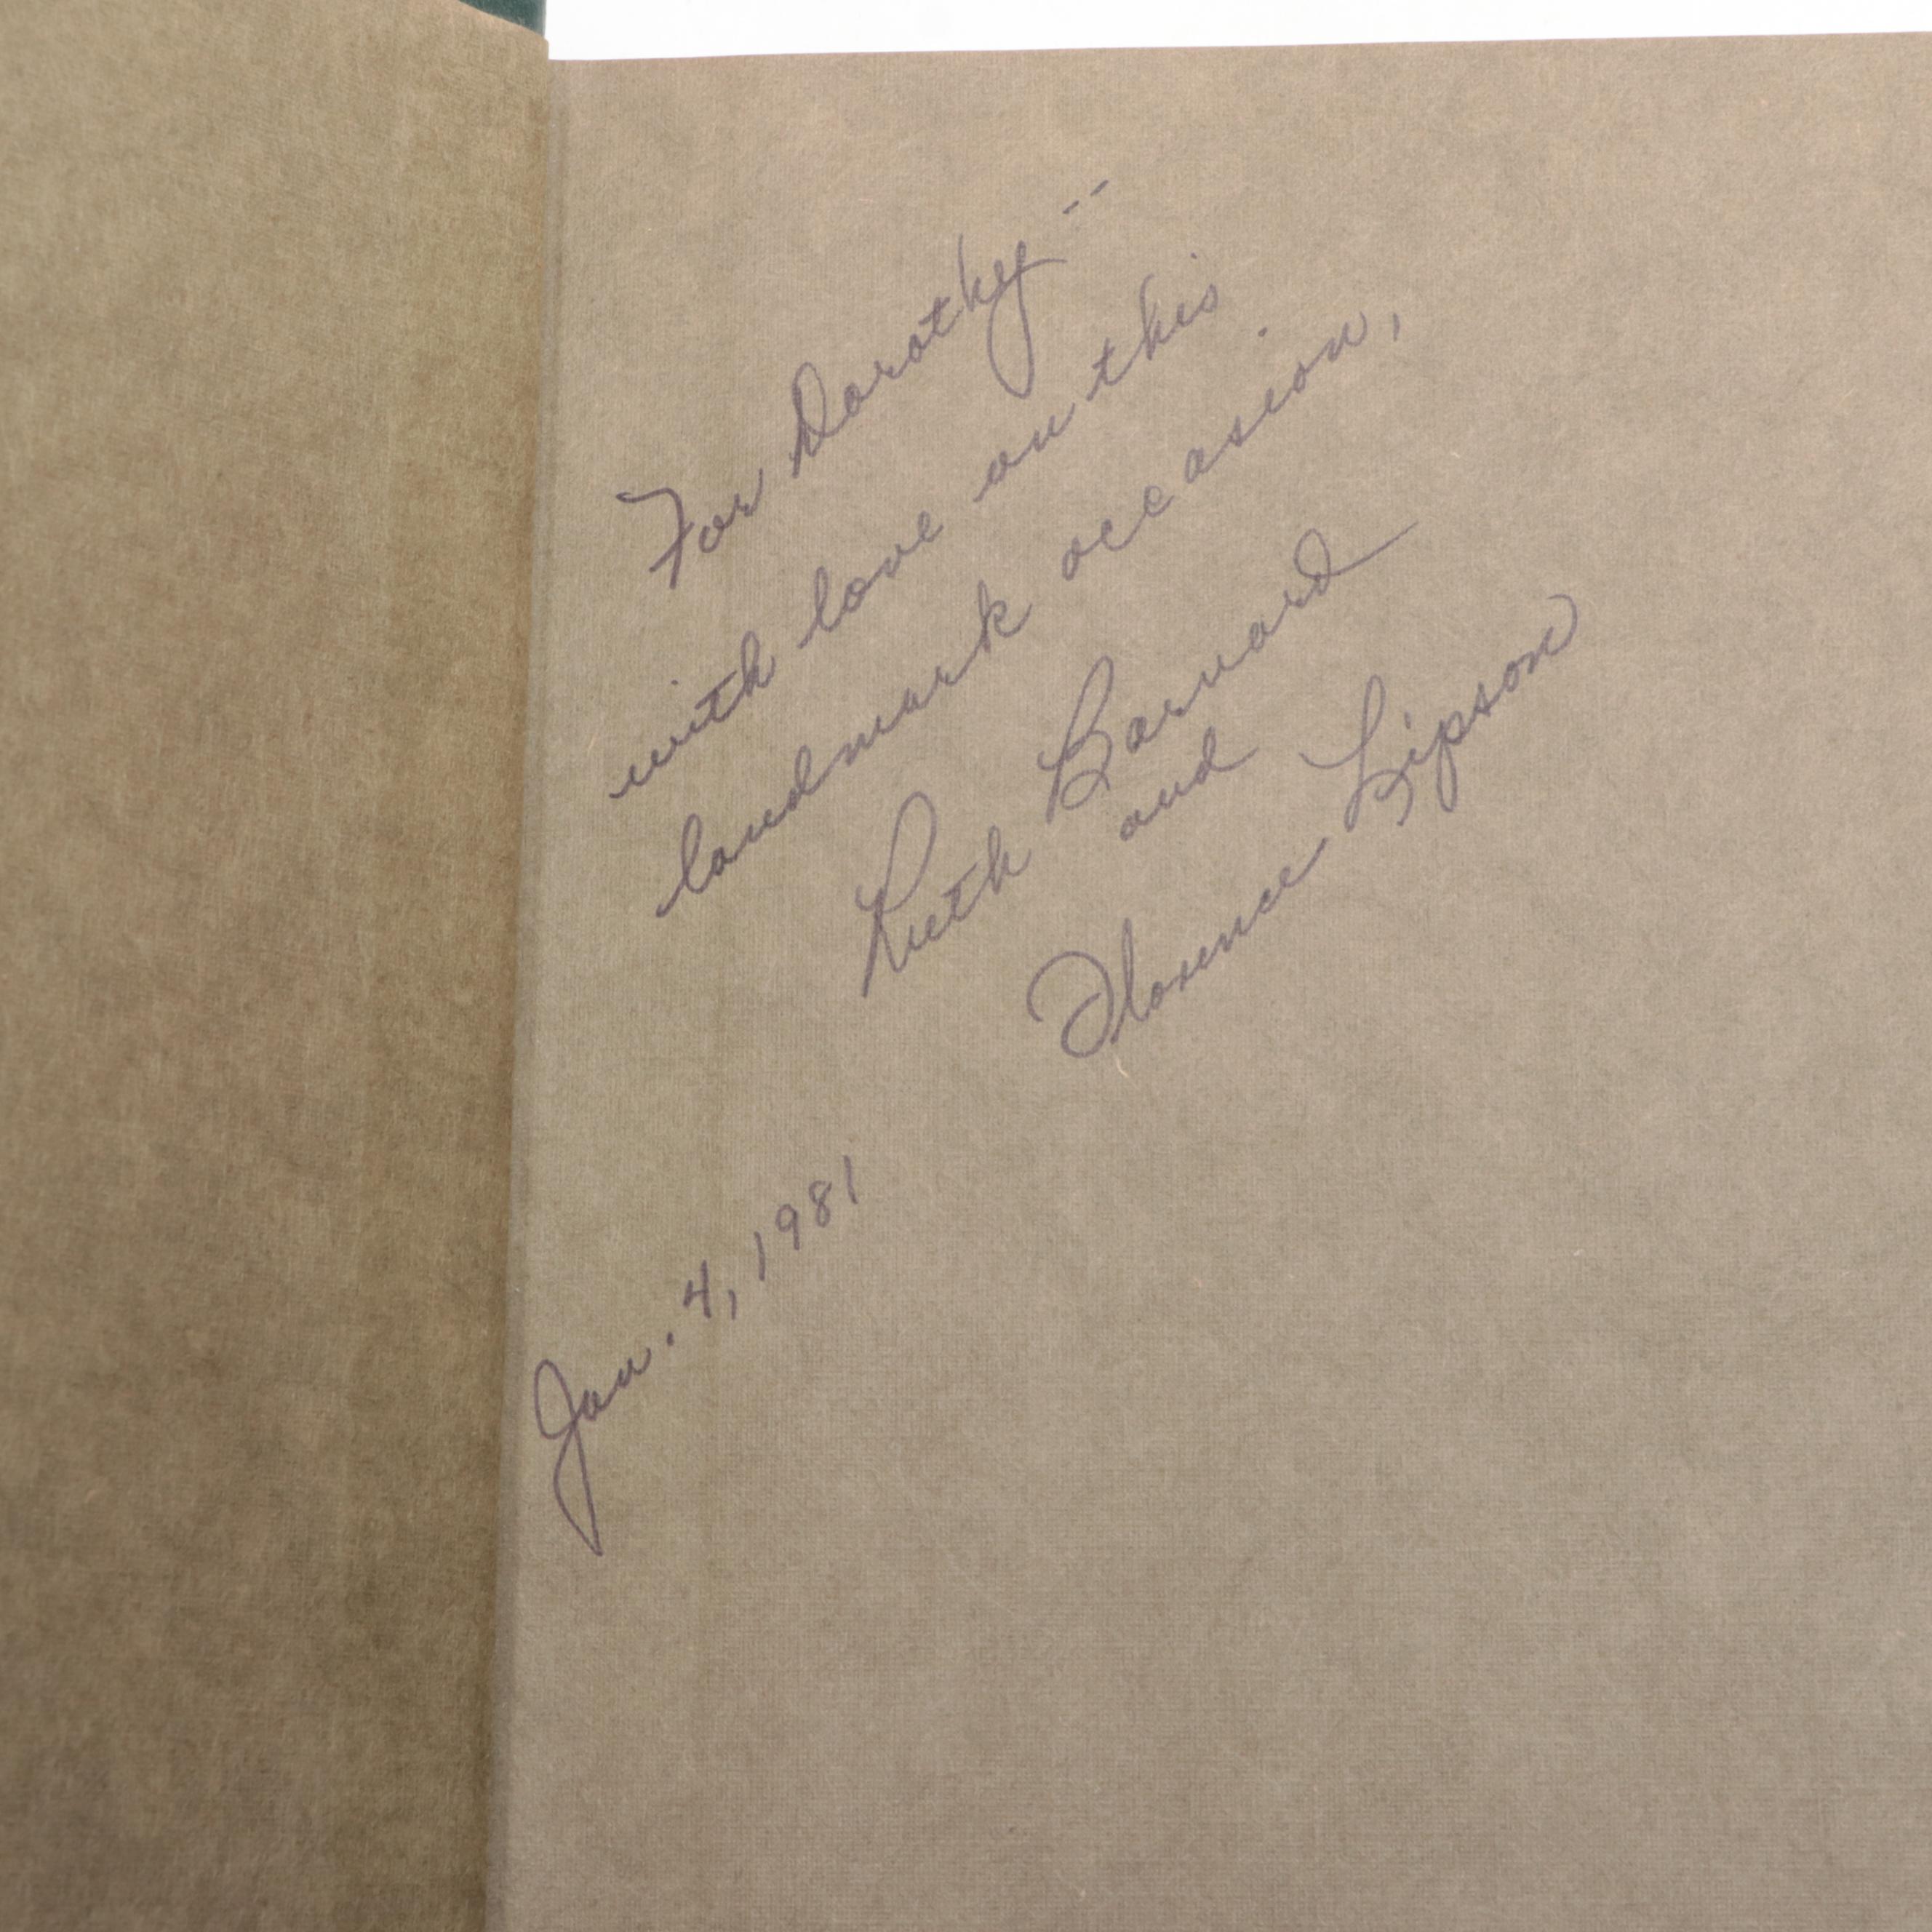 For Dorothy --
with love on this
landmark occasion,
Ruth Barnard
and
Florence Lipson
Jan. 4, 1981